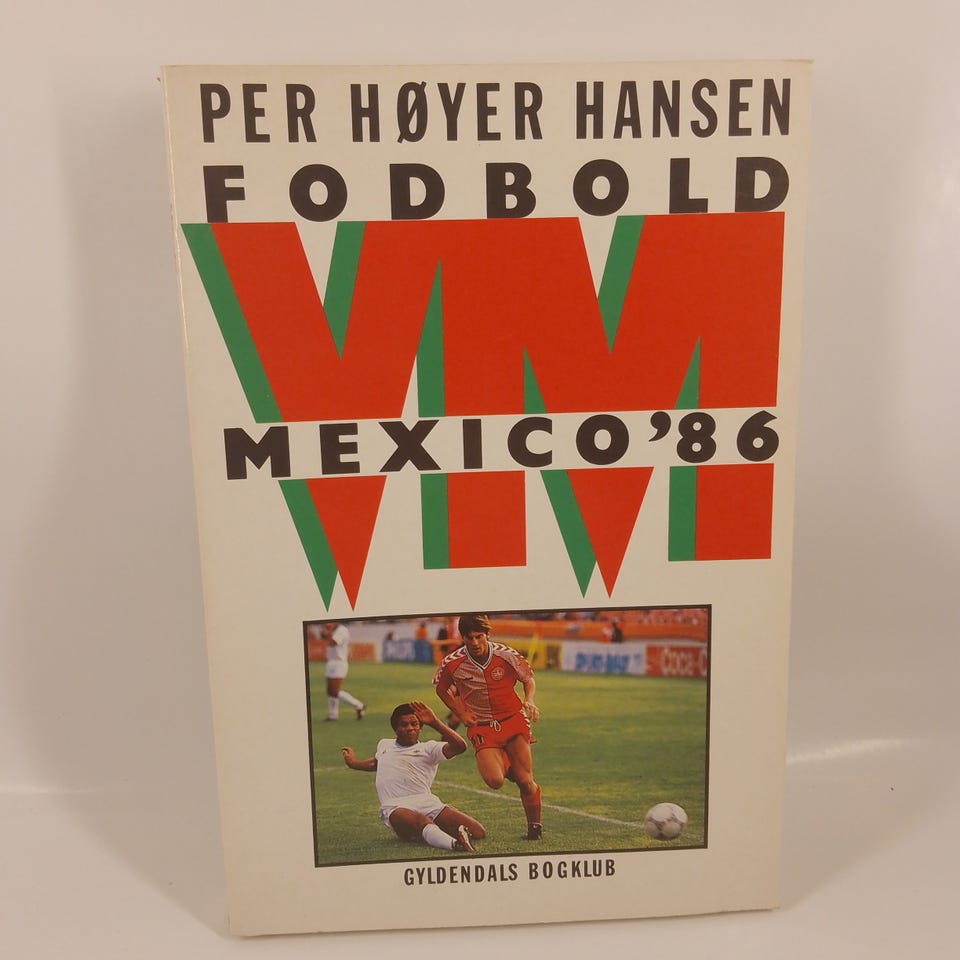 PER HØYER HANSEN
FODBOLD
VM
MEXICO '86
GYLDENDALS BOGKLUB